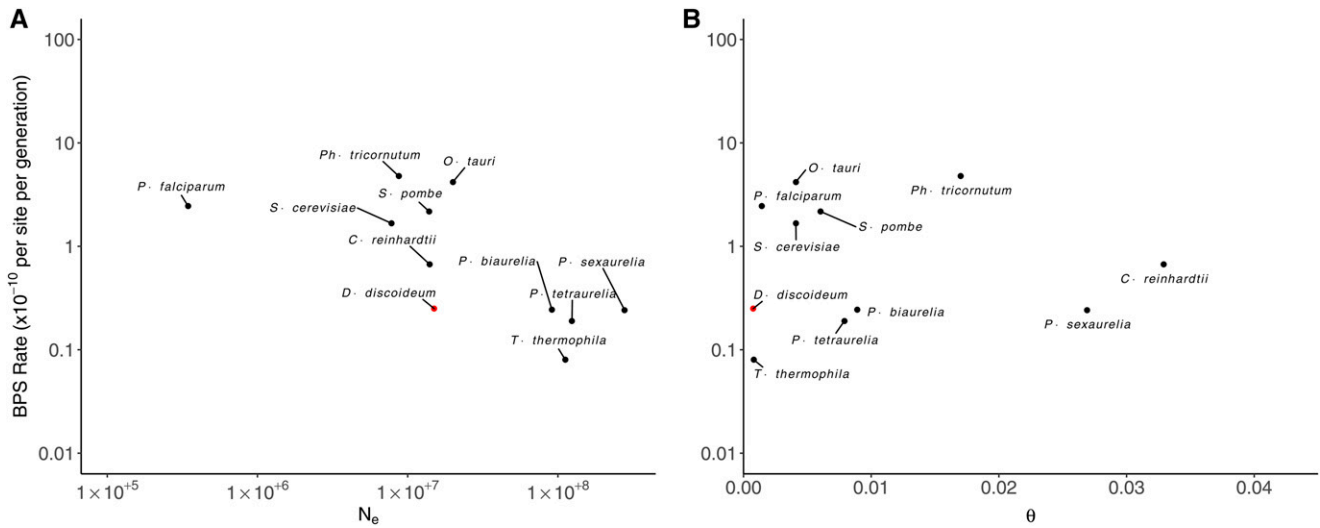 A
BPS Rate (x10⁻¹⁰ per site per generation)
100
10
1
0.1
0.01
Ph. tricornutum
O. tauri
P. falciparum
S. pombe
S. cerevisiae
C. reinhardtii
P. biaurelia
P. sexaurelia
D. discoideum
P. tetraurelia
T. thermophila
1×10⁺⁵
1×10⁺⁶
1×10⁺⁷
1×10⁺⁸
Nₑ
B
100
10
1
0.1
0.01
O. tauri
P. falciparum
Ph. tricornutum
S. pombe
S. cerevisiae
C. reinhardtii
D. discoideum
P. biaurelia
P. sexaurelia
P. tetraurelia
T. thermophila
0.00
0.01
0.02
0.03
0.04
θ